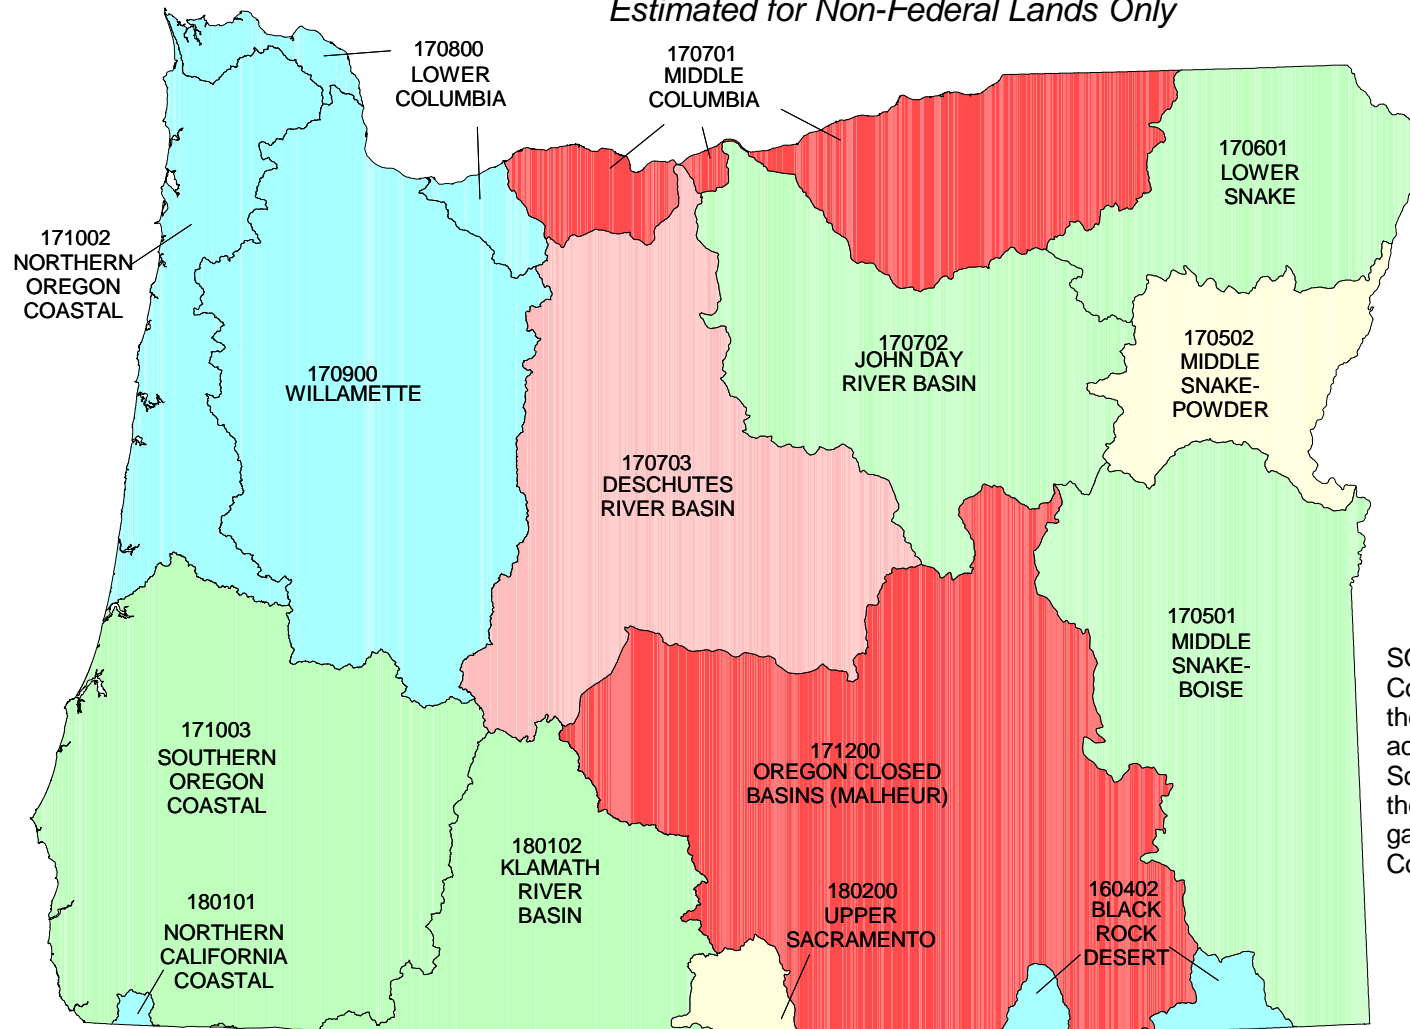 Estimated for Non-Federal Lands Only
170800
LOWER
COLUMBIA
170701
MIDDLE
COLUMBIA
170601
LOWER
SNAKE
171002
NORTHERN
OREGON
COASTAL
170900
WILLAMETTE
170702
JOHN DAY
RIVER BASIN
170502
MIDDLE
SNAKE-
POWDER
170703
DESCHUTES
RIVER BASIN
170501
MIDDLE
SNAKE-
BOISE
171003
SOUTHERN
OREGON
COASTAL
171200
OREGON CLOSED
BASINS (MALHEUR)
180102
KLAMATH
RIVER
BASIN
180101
NORTHERN
CALIFORNIA
COASTAL
180200
UPPER
SACRAMENTO
160402
BLACK
ROCK
DESERT